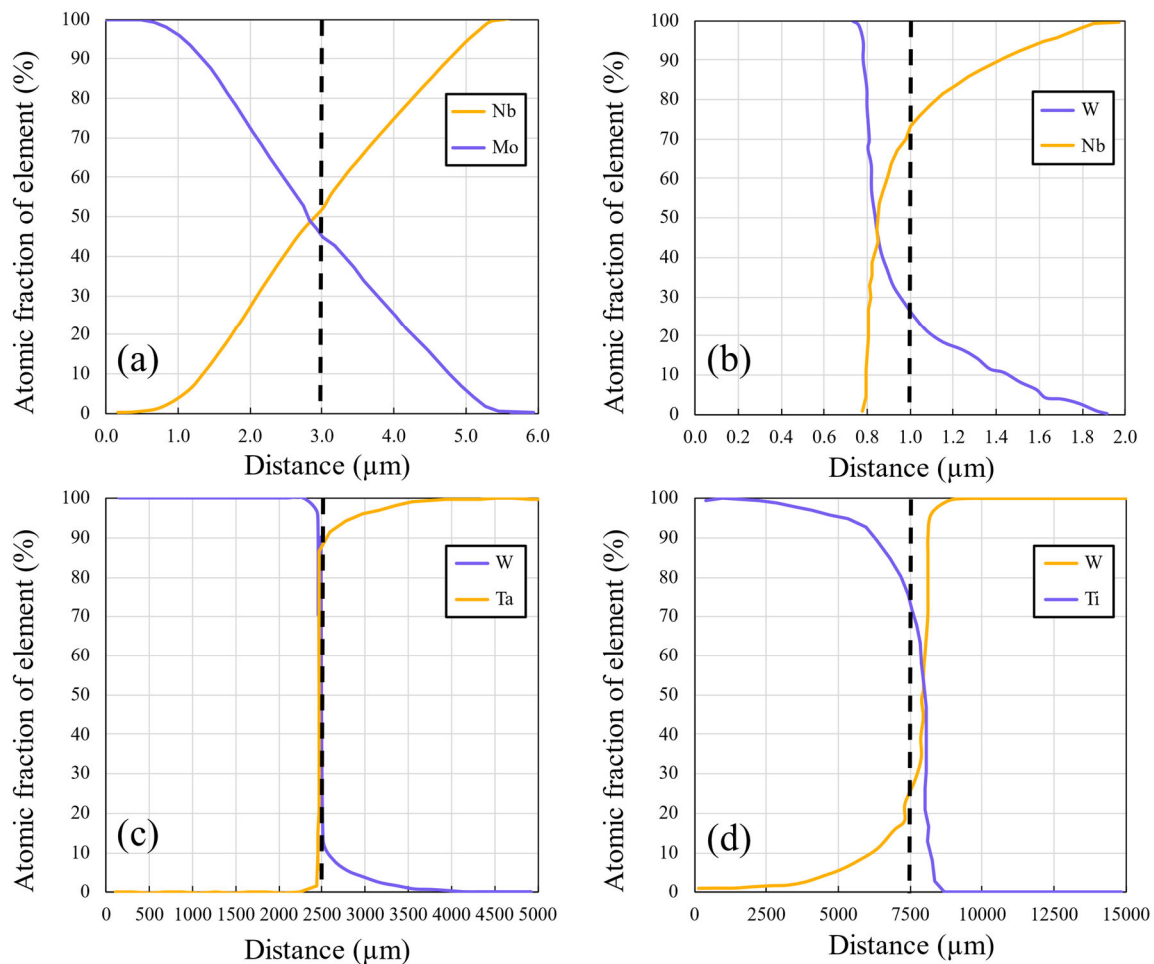 Atomic fraction of element (%)
100
90
80
70
60
50
40
30
20
10
0
Nb
Mo
(a)
0.0 1.0 2.0 3.0 4.0 5.0 6.0
Distance (µm)
Atomic fraction of element (%)
100
90
80
70
60
50
40
30
20
10
0
W
Nb
(b)
0.0 0.2 0.4 0.6 0.8 1.0 1.2 1.4 1.6 1.8 2.0
Distance (µm)
Atomic fraction of element (%)
100
90
80
70
60
50
40
30
20
10
0
W
Ta
(c)
0 500 1000 1500 2000 2500 3000 3500 4000 4500 5000
Distance (µm)
Atomic fraction of element (%)
100
90
80
70
60
50
40
30
20
10
0
W
Ti
(d)
0 2500 5000 7500 10000 12500 15000
Distance (µm)